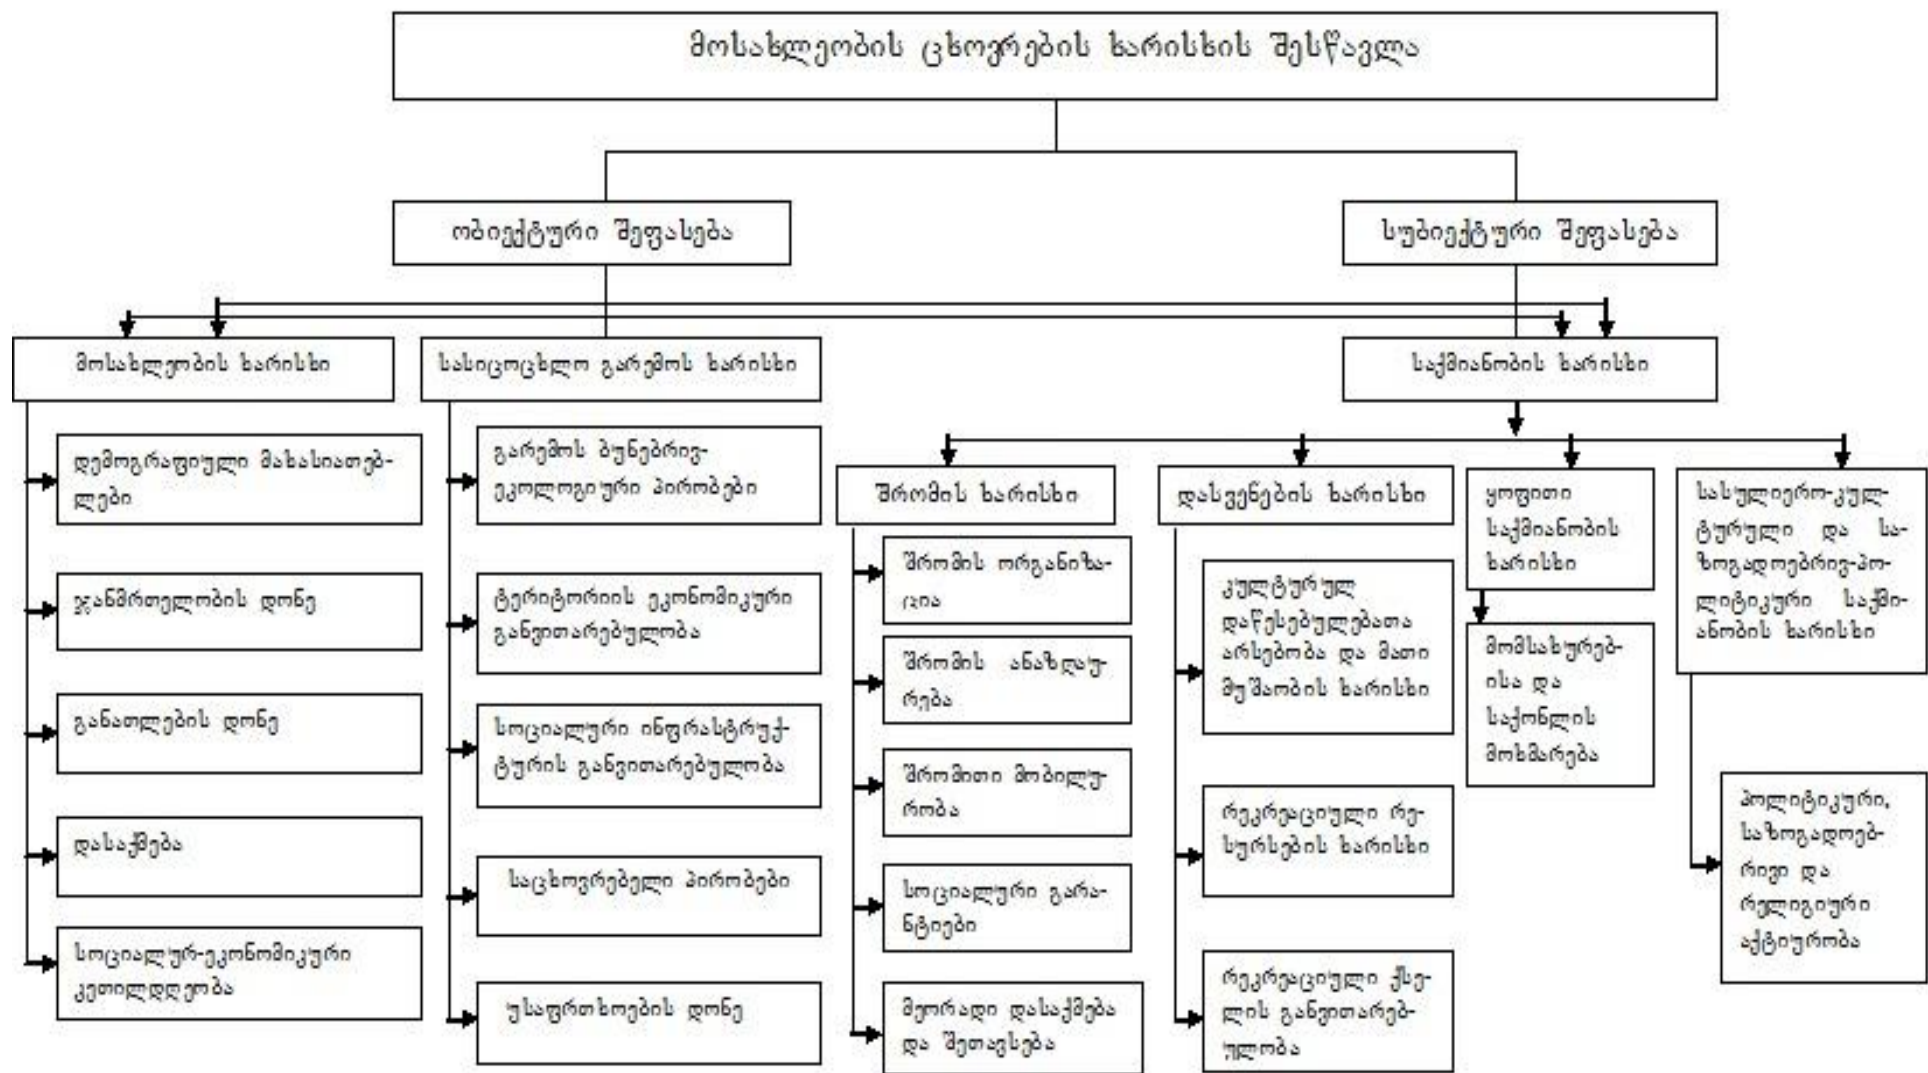 მოსახლეობის ცხოვრების ხარისხის შესწავლა
ობიექტური შეფასება
სუბიექტური შეფასება
მოსახლეობის ხარისხი
სასიცოცხლო გარემოს ხარისხი
საქმიანობის ხარისხი
დემოგრაფიული მახასიათებ-
ლები
ჯანმრთელობის დონე
განათლების დონე
დასაქმება
სოციალურ-ეკონომიკური
კეთილდღეობა
გარემოს ბუნებრივ-
ეკოლოგიური პირობები
ტერიტორიის ეკონომიკური
განვითარებულობა
სოციალური ინფრასტრუქ-
ტურის განვითარებულობა
საცხოვრებელი პირობები
უსაფრთხოების დონე
შრომის ხარისხი
შრომის ორგანიზა-
ცია
შრომის ანაზღაუ-
რება
შრომითი მობილუ-
რობა
სოციალური გარა-
ნტიები
მეორადი დასაქმება
და შეთავსება
დასვენების ხარისხი
კულტურულ
დაწესებულებათა
არსებობა და მათი
მუშაობის ხარისხი
რეკრეაციული რე-
სურსების ხარისხი
რეკრეაციული ქსე-
ლის განვითარებ-
ულობა
ყოფითი
საქმიანობის
ხარისხი
მომსახურებ-
ისა და
საქონლის
მოხმარება
სასულიერო-კულ-
ტურული და სა-
ზოგადოებრივ-პო-
ლიტიკური საქმი-
ანობის ხარისხი
პოლიტიკური,
საზოგადოებ-
რივი და
რელიგიური
აქტიურობა